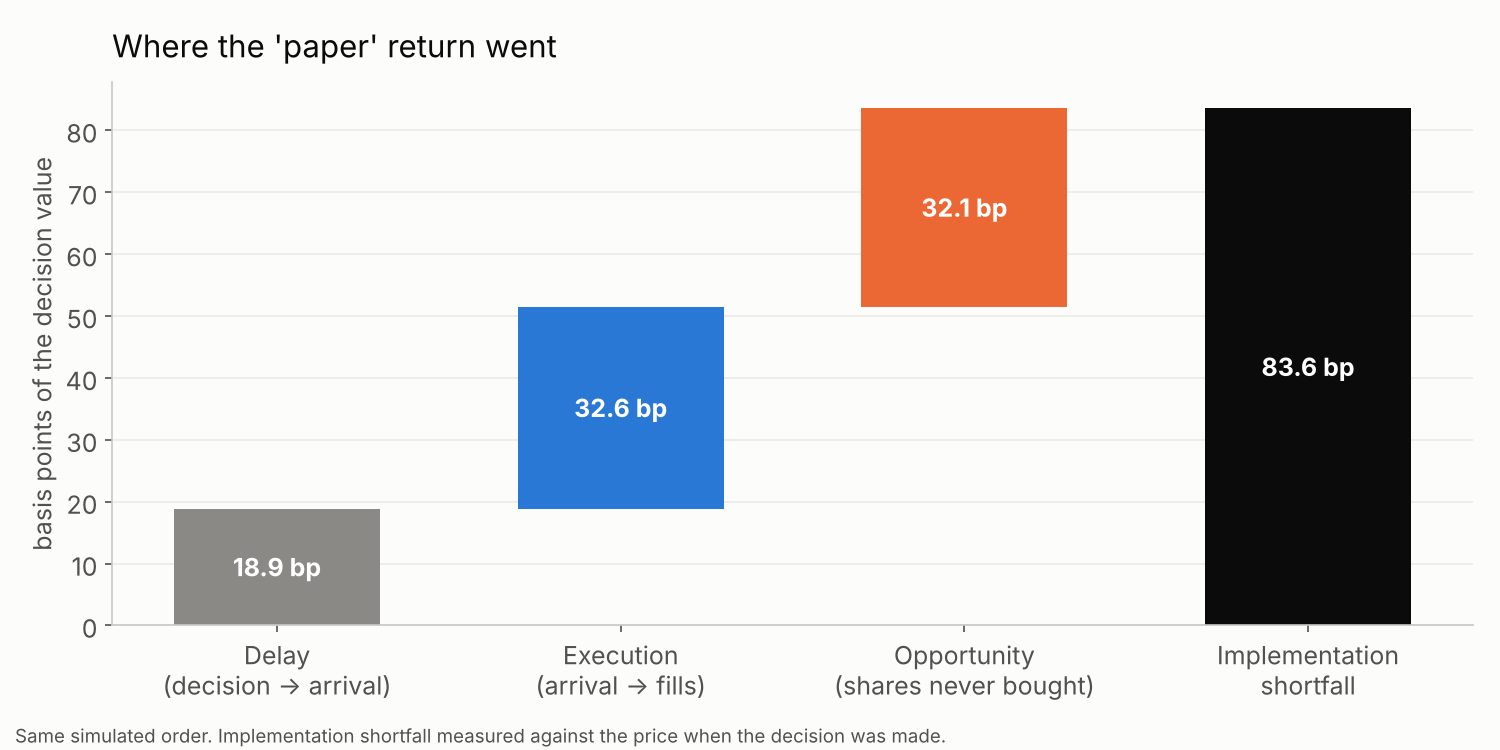 Where the 'paper' return went
basis points of the decision value
80
70
60
50
40
30
20
10
0
18.9 bp
32.6 bp
32.1 bp
83.6 bp
Delay
(decision → arrival)
Execution
(arrival → fills)
Opportunity
(shares never bought)
Implementation
shortfall
Same simulated order. Implementation shortfall measured against the price when the decision was made.